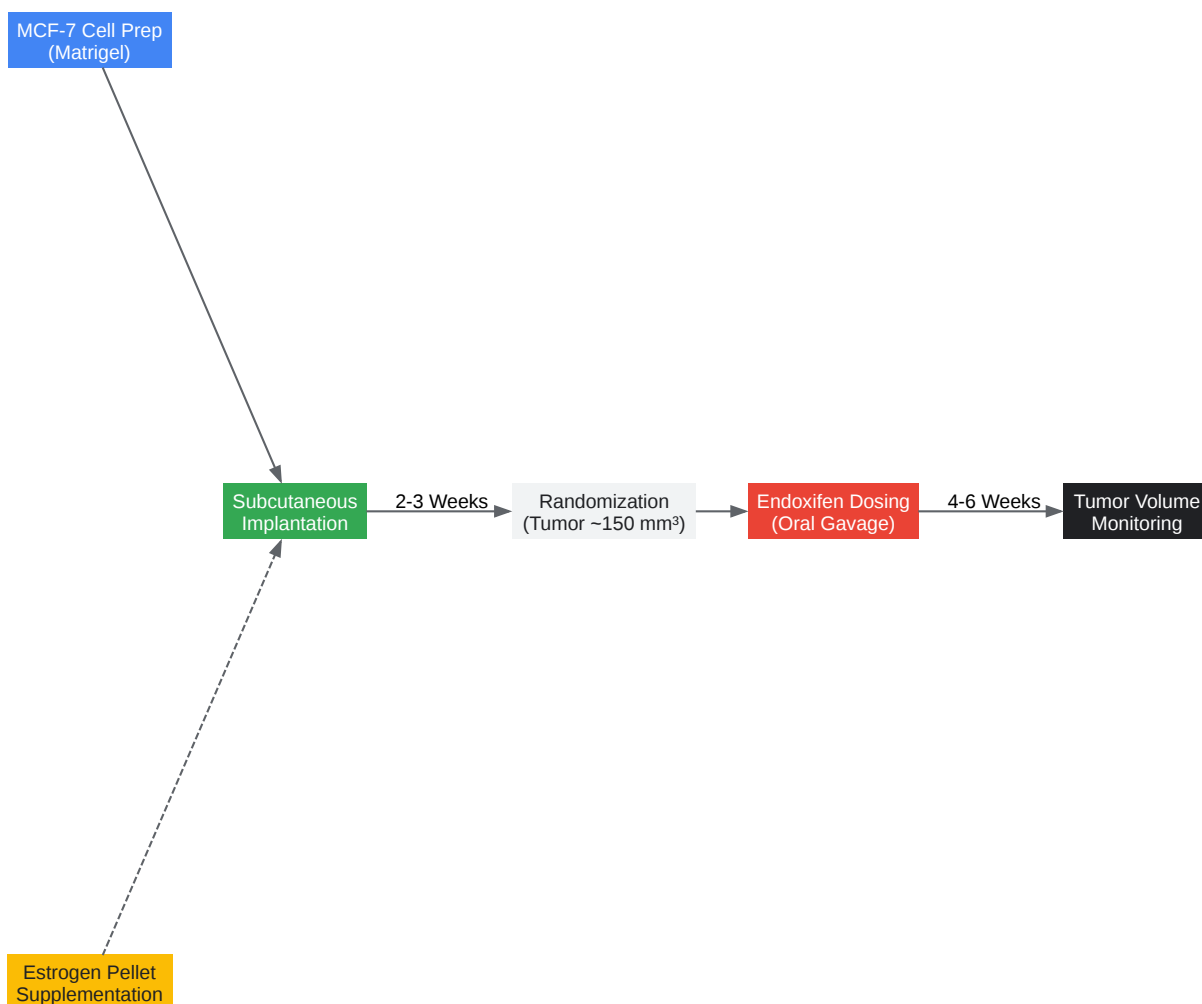 MCF-7 Cell Prep
(Matrigel)
Subcutaneous
Implantation
2-3 Weeks
Randomization
(Tumor ~150 mm³)
Endoxifen Dosing
(Oral Gavage)
4-6 Weeks
Tumor Volume
Monitoring
Estrogen Pellet
Supplementation